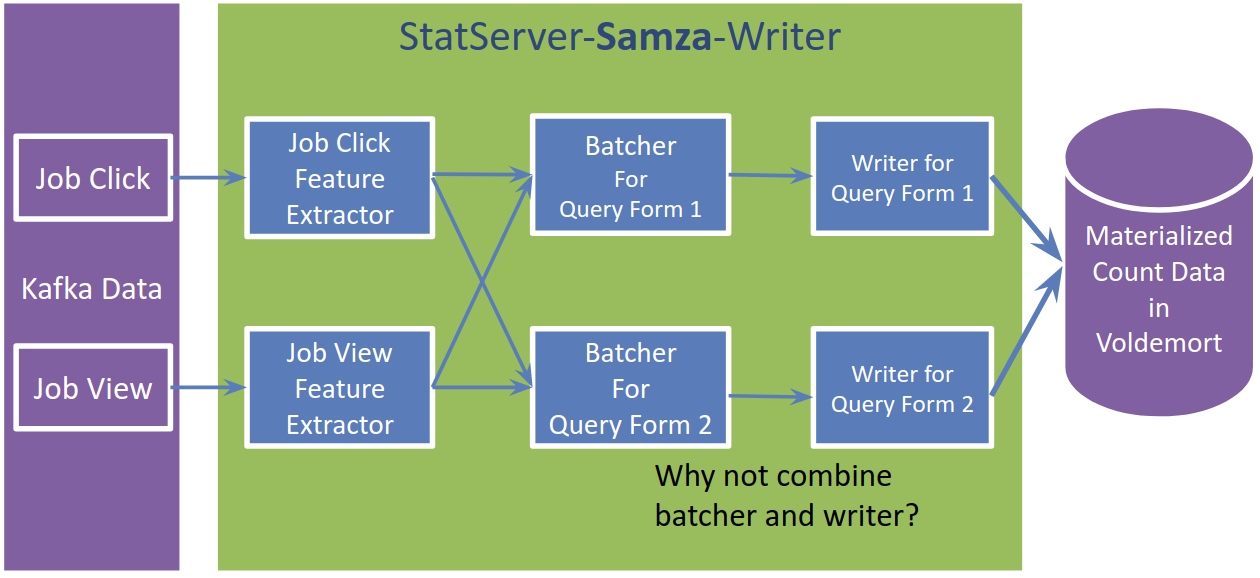 StatServer-Samza-Writer
Job Click
Kafka Data
Job View
Job Click
Feature
Extractor
Job View
Feature
Extractor
Batcher
For
Query Form 1
Batcher
For
Query Form 2
Writer for
Query Form 1
Writer for
Query Form 2
Why not combine
batcher and writer?
Materialized
Count Data
in
Voldemort